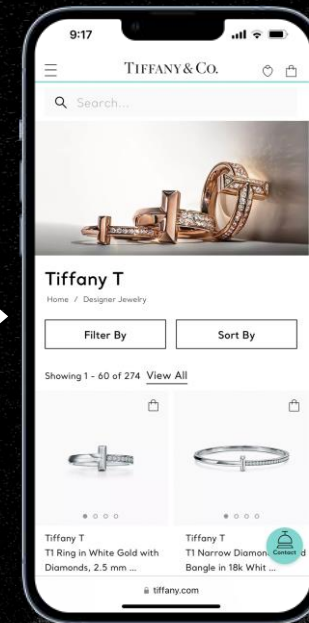 9:17
TIFFANY & CO.
Search...
Tiffany T
Home / Designer Jewelry
Filter By
Sort By
Showing 1 - 60 of 274 View All
Tiffany T
T1 Ring in White Gold with
Diamonds, 2.5 mm ...
Tiffany T
T1 Narrow Diamon d
Bangle in 18k Whit ...
Contact
tiffany.com